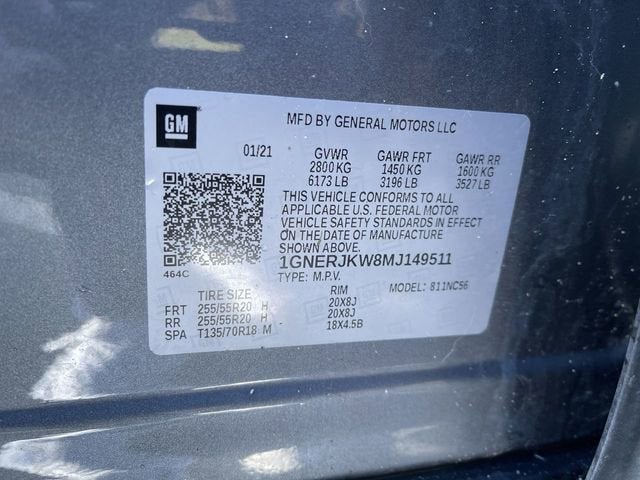 GM
MFD BY GENERAL MOTORS LLC
01/21 GVWR GAWR FRT GAWR RR
2800 KG 1450 KG 1600 KG
6173 LB 3196 LB 3527 LB
THIS VEHICLE CONFORMS TO ALL
APPLICABLE U.S. FEDERAL MOTOR
VEHICLE SAFETY STANDARDS IN EFFECT
ON THE DATE OF MANUFACTURE
SHOWN ABOVE.
464C
1GNERJKW8MJ149511
TYPE: M.P.V. MODEL: 811NC56
TIRE SIZE RIM
FRT 255/55R20 H 20X8J
RR 255/55R20 H 20X8J
SPA T135/70R18 M 18X4.5B